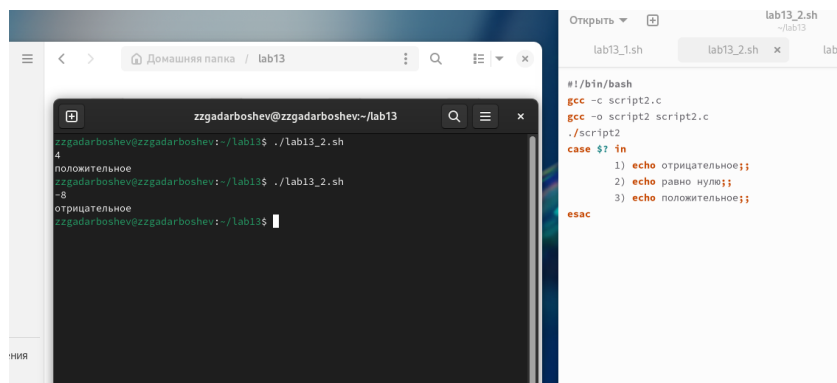 Домашняя папка / lab13
ения
zzgadarboshev@zzgadarboshev:~/lab13
zzgadarboshev@zzgadarboshev:~/lab13$ ./lab13_2.sh
4
положительное
zzgadarboshev@zzgadarboshev:~/lab13$ ./lab13_2.sh
-8
отрицательное
zzgadarboshev@zzgadarboshev:~/lab13$
Открыть
lab13_2.sh
~/lab13
lab13_1.sh lab13_2.sh lab
#!/bin/bash
gcc -c script2.c
gcc -o script2 script2.c
./script2
case $? in
1) echo отрицательное;;
2) echo равно нулю;;
3) echo положительное;;
esac